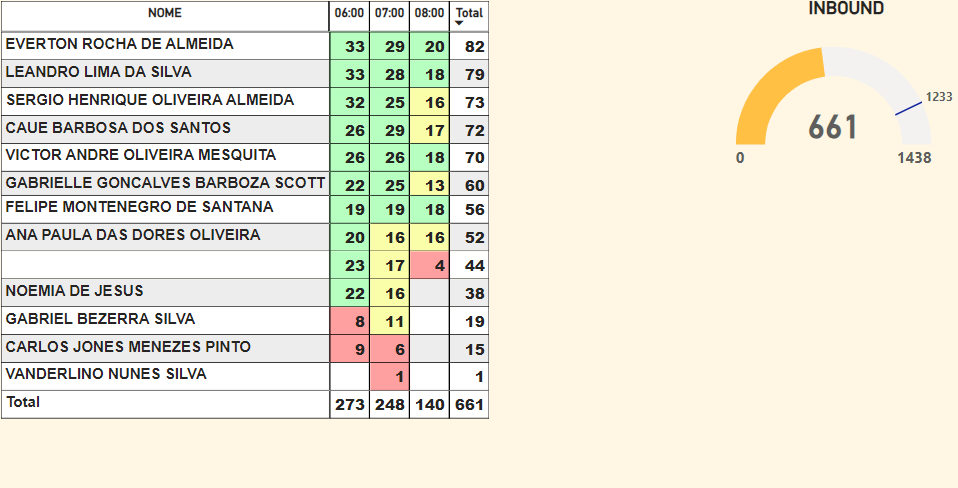 NOME 06:00 07:00 08:00 Total
EVERTON ROCHA DE ALMEIDA 33 29 20 82
LEANDRO LIMA DA SILVA 33 28 18 79
SERGIO HENRIQUE OLIVEIRA ALMEIDA 32 25 16 73
CAUE BARBOSA DOS SANTOS 26 29 17 72
VICTOR ANDRE OLIVEIRA MESQUITA 26 26 18 70
GABRIELLE GONCALVES BARBOZA SCOTT 22 25 13 60
FELIPE MONTENEGRO DE SANTANA 19 19 18 56
ANA PAULA DAS DORES OLIVEIRA 20 16 16 52
23 17 4 44
NOEMIA DE JESUS 22 16 38
GABRIEL BEZERRA SILVA 8 11 19
CARLOS JONES MENEZES PINTO 9 6 15
VANDERLINO NUNES SILVA 1 1
Total 273 248 140 661
INBOUND
1233
661
0 1438